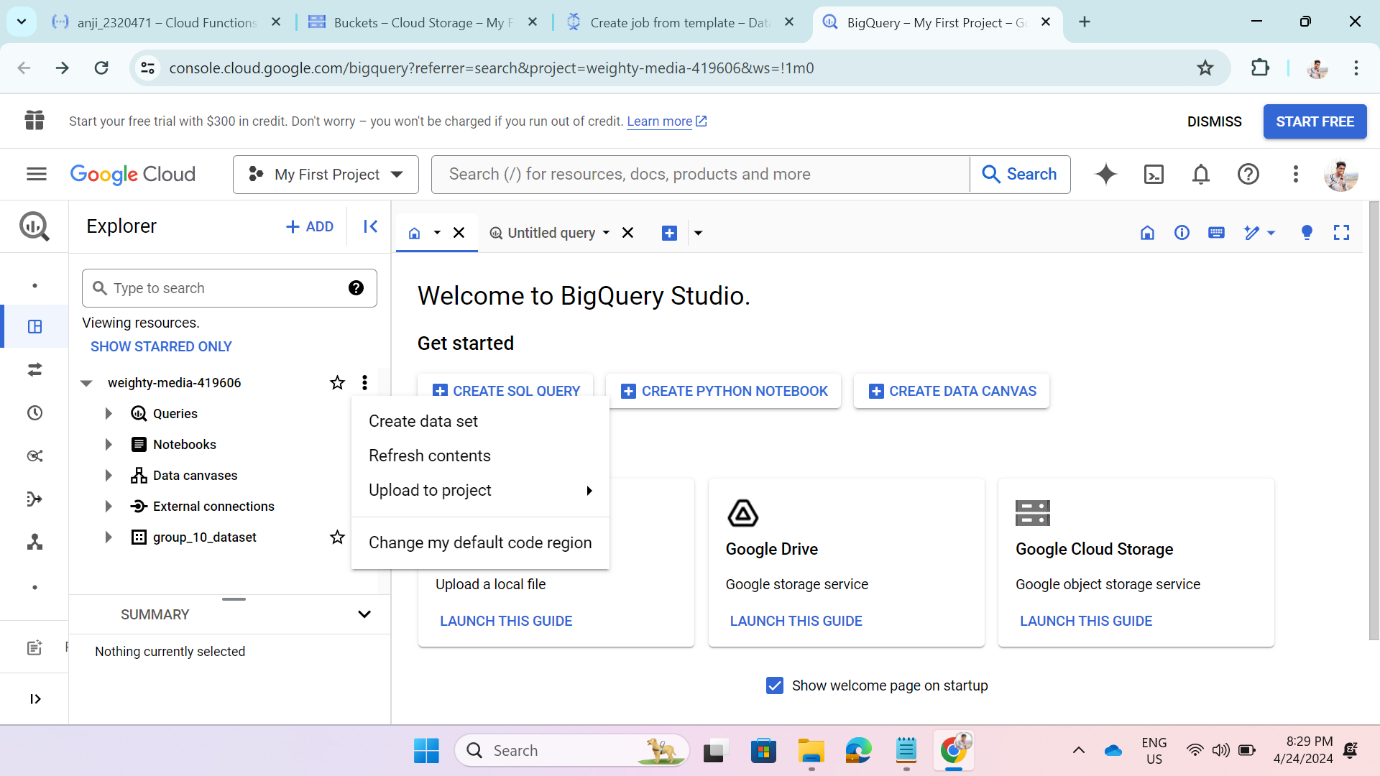 anji_2320471 – Cloud Functions
Buckets – Cloud Storage – My F
Create job from template – Dat
BigQuery – My First Project – G
console.cloud.google.com/bigquery?referrer=search&project=weighty-media-419606&ws=!1m0
Start your free trial with $300 in credit. Don't worry – you won't be charged if you run out of credit. Learn more
DISMISS
START FREE
Google Cloud
My First Project
Search (/) for resources, docs, products and more
Search
Explorer
+ ADD
Untitled query
Type to search
Viewing resources.
SHOW STARRED ONLY
weighty-media-419606
Queries
Notebooks
Data canvases
External connections
group_10_dataset
SUMMARY
Nothing currently selected
Create data set
Refresh contents
Upload to project
Change my default code region
Welcome to BigQuery Studio.
Get started
CREATE SQL QUERY
CREATE PYTHON NOTEBOOK
CREATE DATA CANVAS
Upload a local file
LAUNCH THIS GUIDE
Google Drive
Google storage service
LAUNCH THIS GUIDE
Google Cloud Storage
Google object storage service
LAUNCH THIS GUIDE
Show welcome page on startup
Search
ENG
US
8:29 PM
4/24/2024